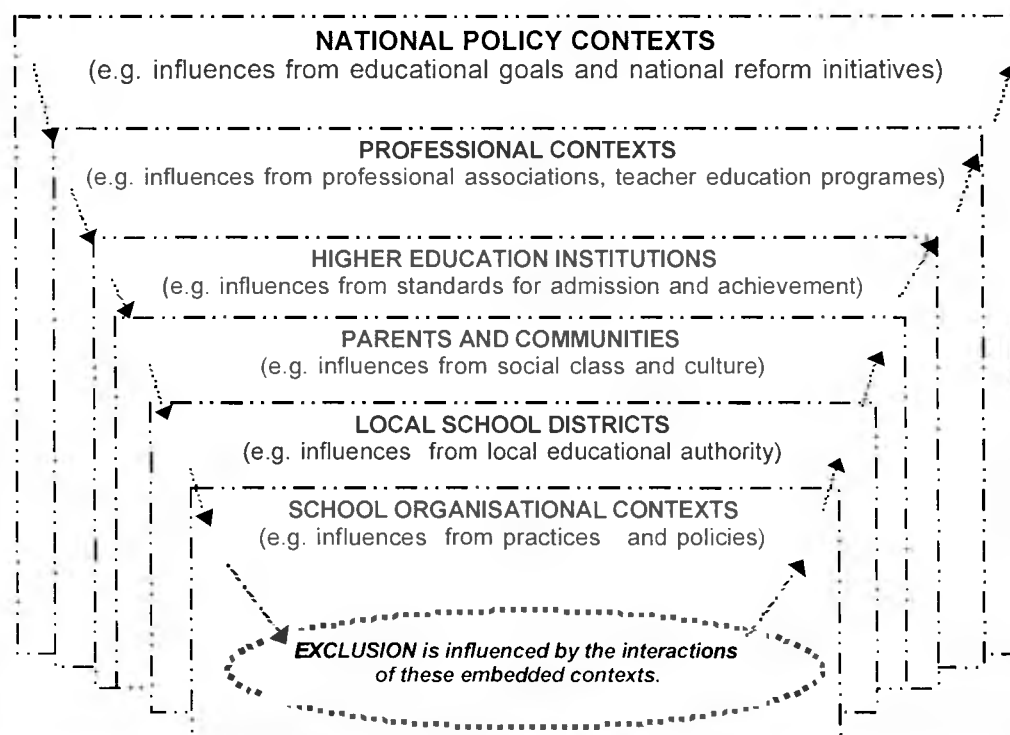 NATIONAL POLICY CONTEXTS
(e.g. influences from educational goals and national reform initiatives)
PROFESSIONAL CONTEXTS
(e.g. influences from professional associations, teacher education programes)
HIGHER EDUCATION INSTITUTIONS
(e.g. influences from standards for admission and achievement)
PARENTS AND COMMUNITIES
(e.g. influences from social class and culture)
LOCAL SCHOOL DISTRICTS
(e.g. influences from local educational authority)
SCHOOL ORGANISATIONAL CONTEXTS
(e.g. influences from practices and policies)
EXCLUSION is influenced by the interactions
of these embedded contexts.